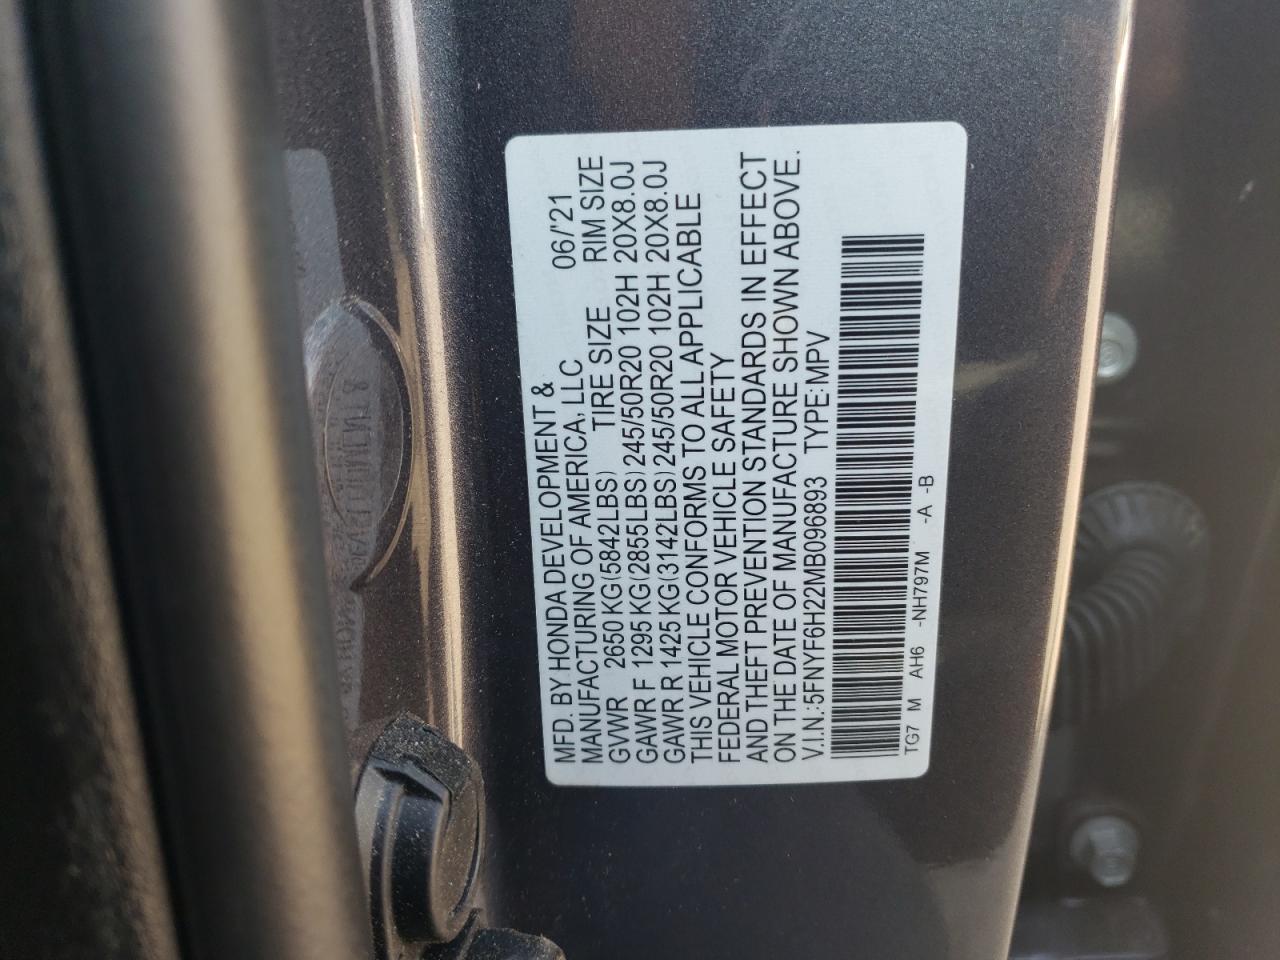 MFD. BY HONDA DEVELOPMENT &
MANUFACTURING OF AMERICA, LLC 06/'21
GVWR 2650 KG(5842LBS) TIRE SIZE RIM SIZE
GAWR F 1295 KG(2855LBS)245/50R20 102H 20X8.0J
GAWR R 1425 KG(3142LBS)245/50R20 102H 20X8.0J
THIS VEHICLE CONFORMS TO ALL APPLICABLE
FEDERAL MOTOR VEHICLE SAFETY
AND THEFT PREVENTION STANDARDS IN EFFECT
ON THE DATE OF MANUFACTURE SHOWN ABOVE.
V.I.N.:5FNYF6H22MB096893 TYPE:MPV
TG7 M AH6 -NH797M -A -B